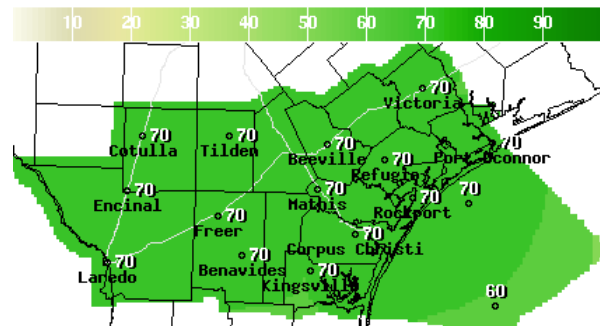 10 20 30 40 50 60 70 80 90
70
Victoria
70
Cotulla
70
Tilden
70
Beeville
70
Port Oconnor
70
Refugio
70
Encinal
70
Mathis
70
Rockport
70
70
Freer
70
Corpus Christi
70
Laredo
70
Benavides
70
Kingsville
60